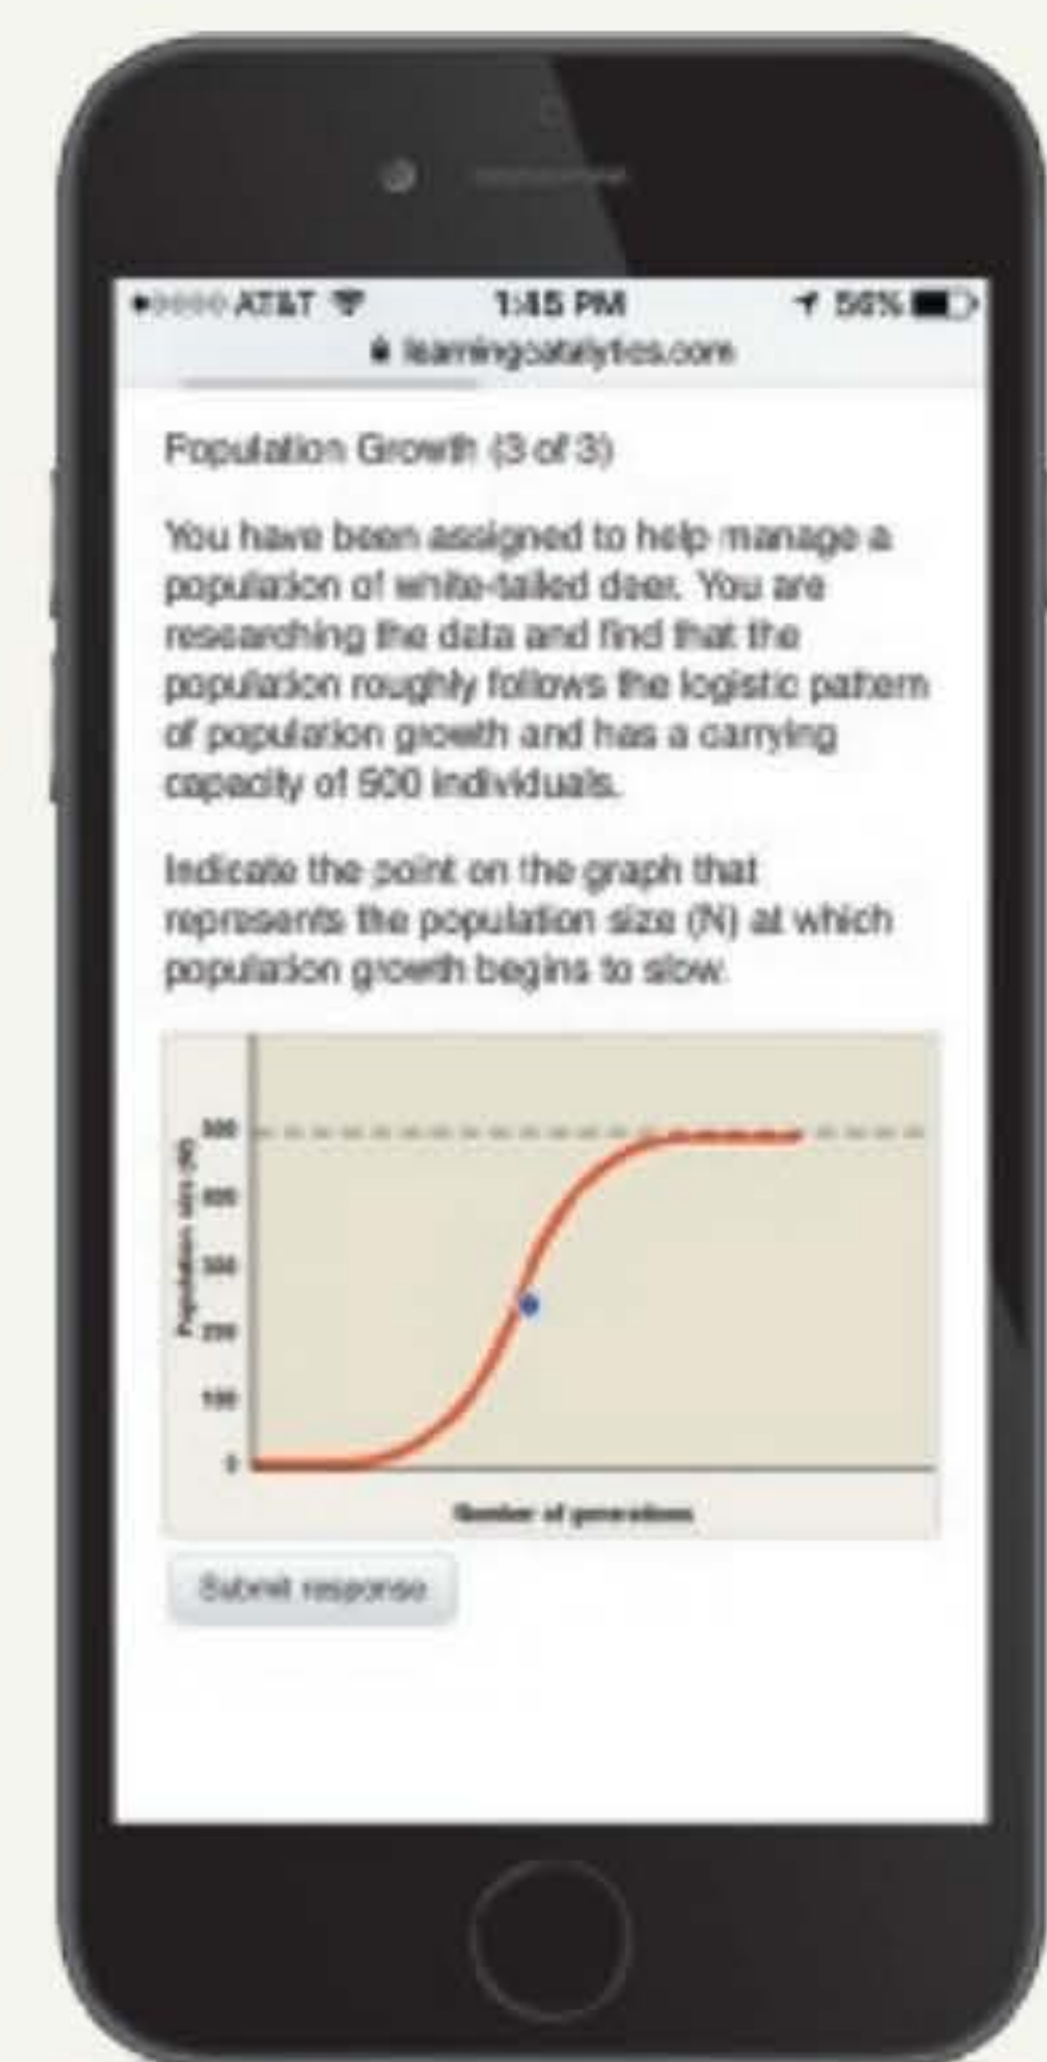 AT&T 1:45 PM 56%
learningcatalytics.com
Population Growth (3 of 3)
You have been assigned to help manage a
population of white-tailed deer. You are
researching the data and find that the
population roughly follows the logistic pattern
of population growth and has a carrying
capacity of 500 individuals.
Indicate the point on the graph that
represents the population size (N) at which
population growth begins to slow.
Population size (N)
500
400
300
200
100
0
Number of generations
Submit response